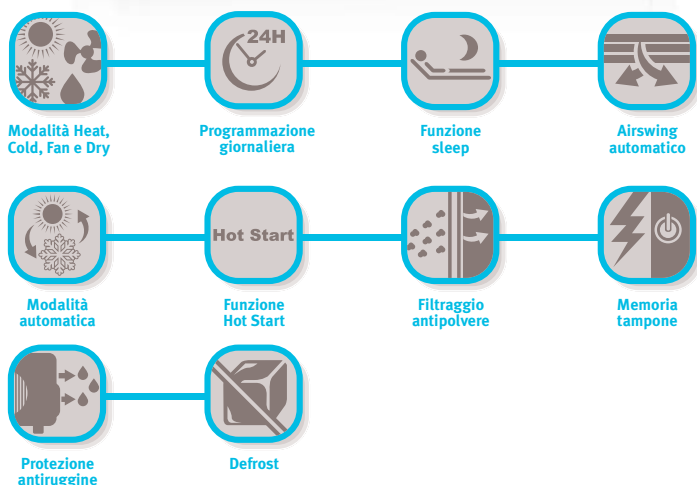 24H
Modalità Heat,
Cold, Fan e Dry
Programmazione
giornaliera
Funzione
sleep
Airswing
automatico
Hot Start
Modalità
automatica
Funzione
Hot Start
Filtraggio
antipolvere
Memoria
tampone
Protezione
antiruggine
Defrost